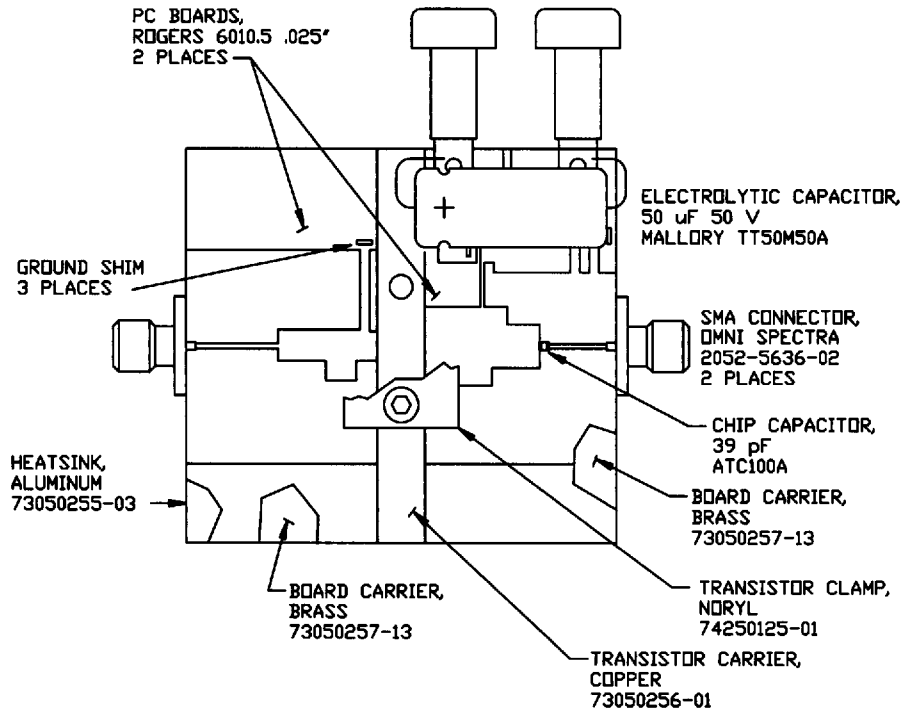 PC BOARDS,
ROGERS 6010.5 .025"
2 PLACES
ELECTROLYTIC CAPACITOR,
50 uF 50 V
MALLORY TT50M50A
GROUND SHIM
3 PLACES
SMA CONNECTOR,
OMNI SPECTRA
2052-5636-02
2 PLACES
CHIP CAPACITOR,
39 pF
ATC100A
HEATSINK,
ALUMINUM
73050255-03
BOARD CARRIER,
BRASS
73050257-13
BOARD CARRIER,
BRASS
73050257-13
TRANSISTOR CLAMP,
NORYL
74250125-01
TRANSISTOR CARRIER,
COPPER
73050256-01